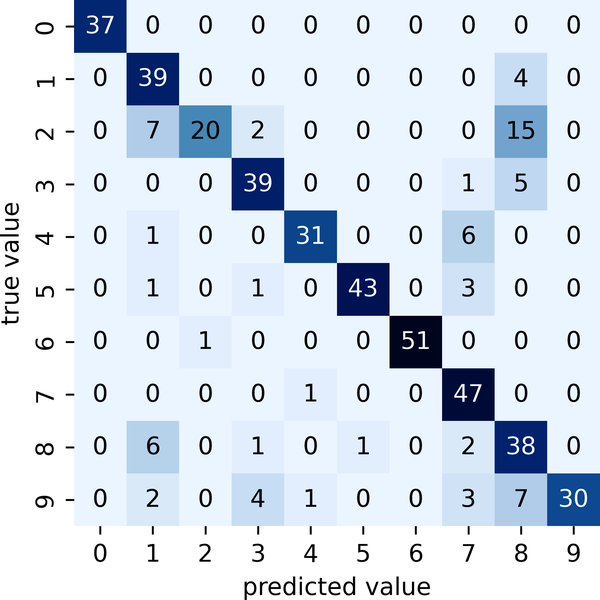 true value
0 37 0 0 0 0 0 0 0 0 0
1 0 39 0 0 0 0 0 0 4 0
2 0 7 20 2 0 0 0 0 15 0
3 0 0 0 39 0 0 0 1 5 0
4 0 1 0 0 31 0 0 6 0 0
5 0 1 0 1 0 43 0 3 0 0
6 0 0 1 0 0 0 51 0 0 0
7 0 0 0 0 1 0 0 47 0 0
8 0 6 0 1 0 1 0 2 38 0
9 0 2 0 4 1 0 0 3 7 30
0 1 2 3 4 5 6 7 8 9
predicted value